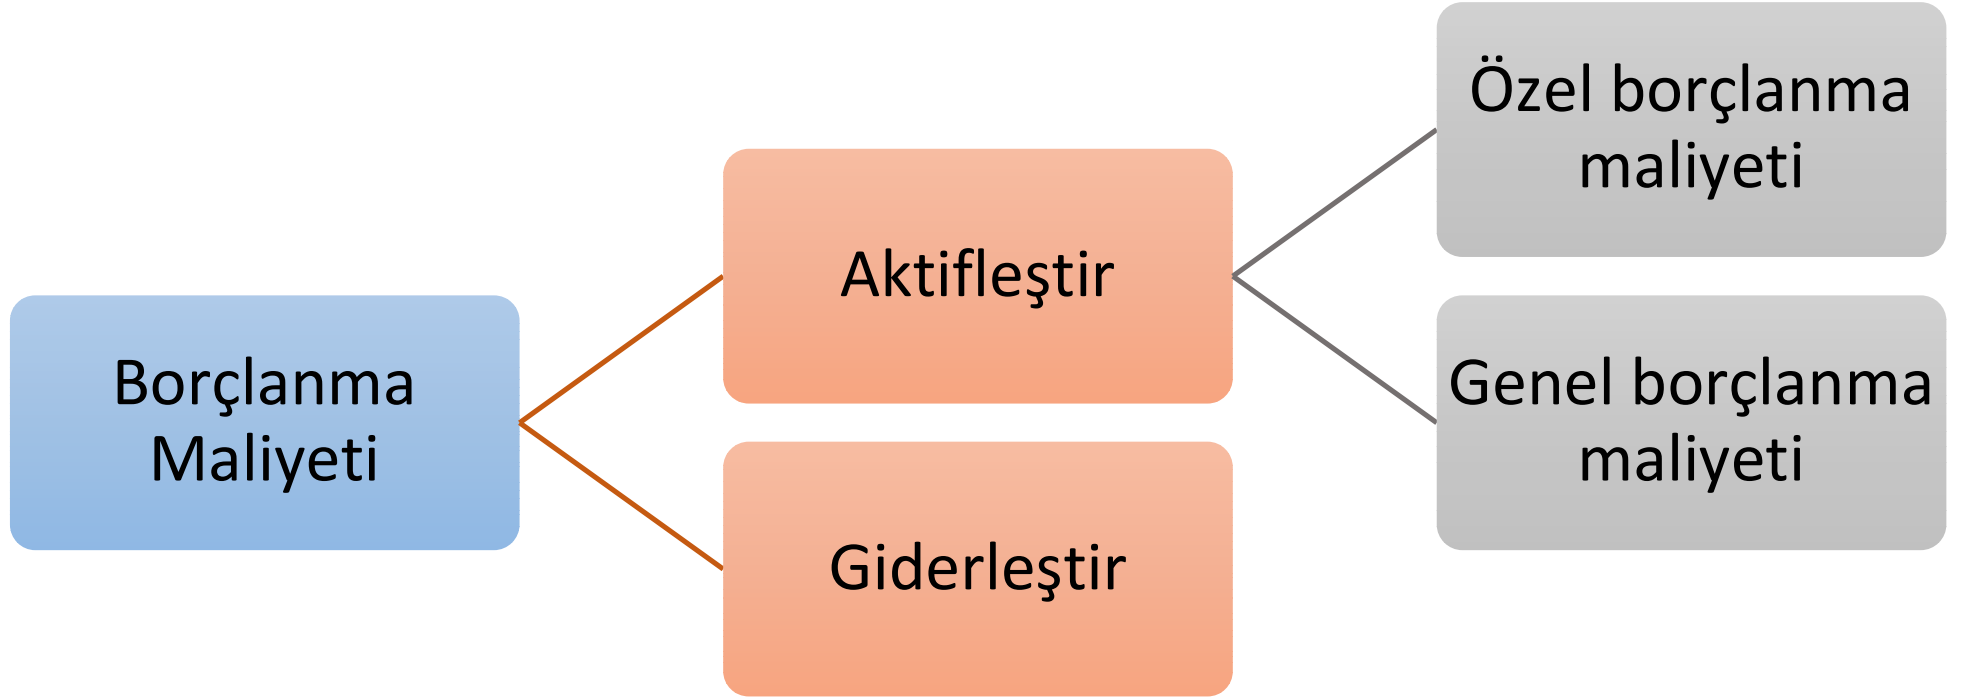 Borçlanma
Maliyeti
Aktifleştir
Giderleştir
Özel borçlanma
maliyeti
Genel borçlanma
maliyeti